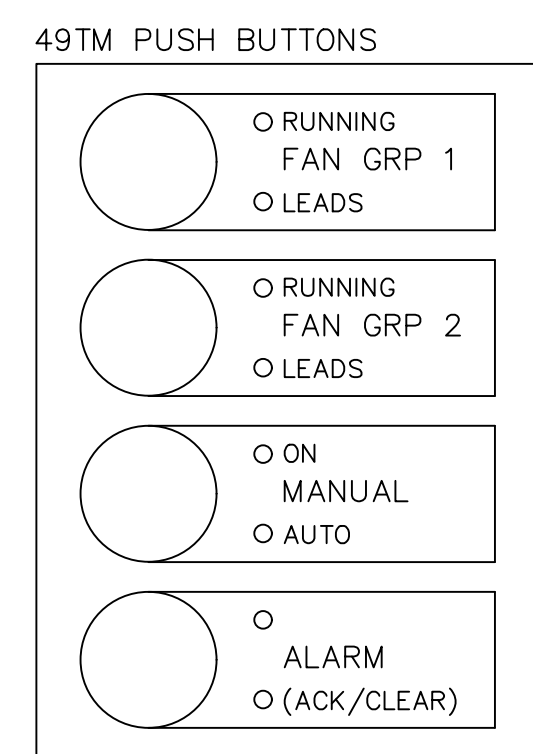 49TM PUSH BUTTONS
RUNNING
FAN GRP 1
LEADS
RUNNING
FAN GRP 2
LEADS
ON
MANUAL
AUTO
ALARM
(ACK/CLEAR)